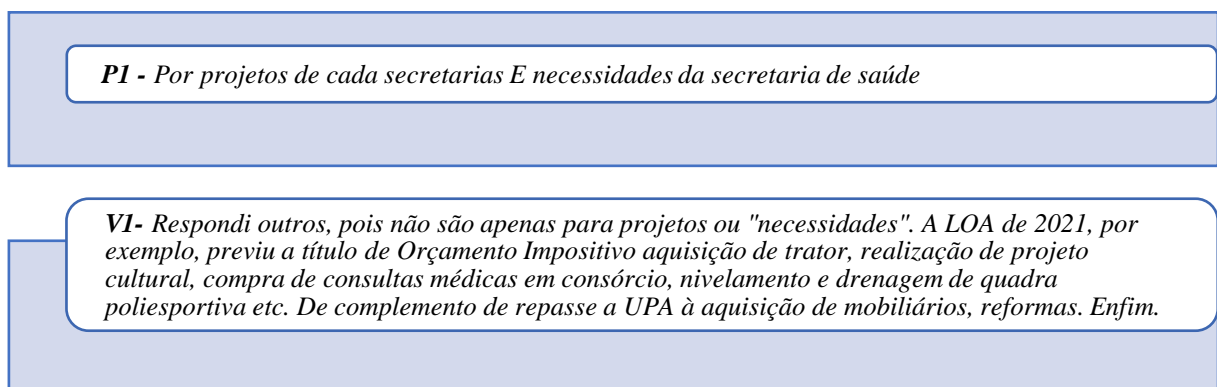 P1 - Por projetos de cada secretarias E necessidades da secretaria de saúde
V1- Respondi outros, pois não são apenas para projetos ou "necessidades". A LOA de 2021, por
exemplo, previu a título de Orçamento Impositivo aquisição de trator, realização de projeto
cultural, compra de consultas médicas em consórcio, nivelamento e drenagem de quadra
poliesportiva etc. De complemento de repasse a UPA à aquisição de mobiliários, reformas. Enfim.